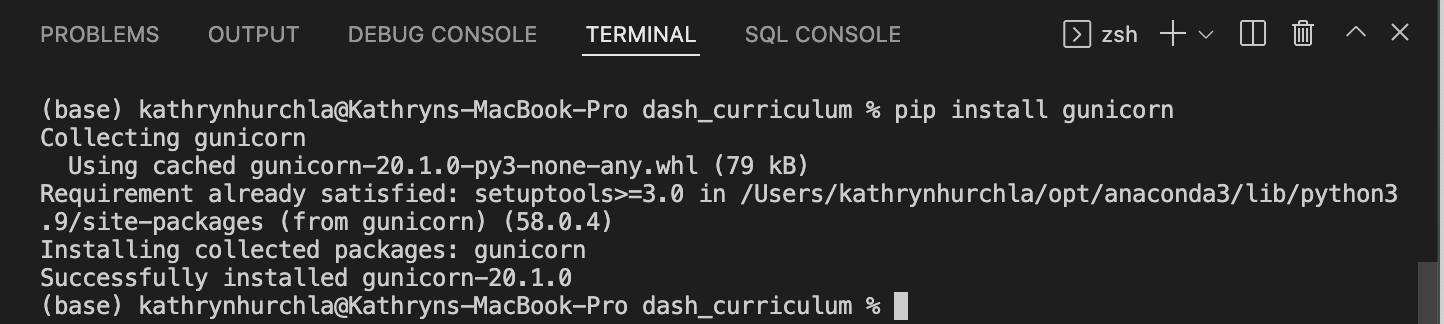 PROBLEMS OUTPUT DEBUG CONSOLE TERMINAL SQL CONSOLE zsh
(base) kathrynhurchla@Kathryns-MacBook-Pro dash_curriculum % pip install gunicorn
Collecting gunicorn
  Using cached gunicorn-20.1.0-py3-none-any.whl (79 kB)
Requirement already satisfied: setuptools>=3.0 in /Users/kathrynhurchla/opt/anaconda3/lib/python3
.9/site-packages (from gunicorn) (58.0.4)
Installing collected packages: gunicorn
Successfully installed gunicorn-20.1.0
(base) kathrynhurchla@Kathryns-MacBook-Pro dash_curriculum %